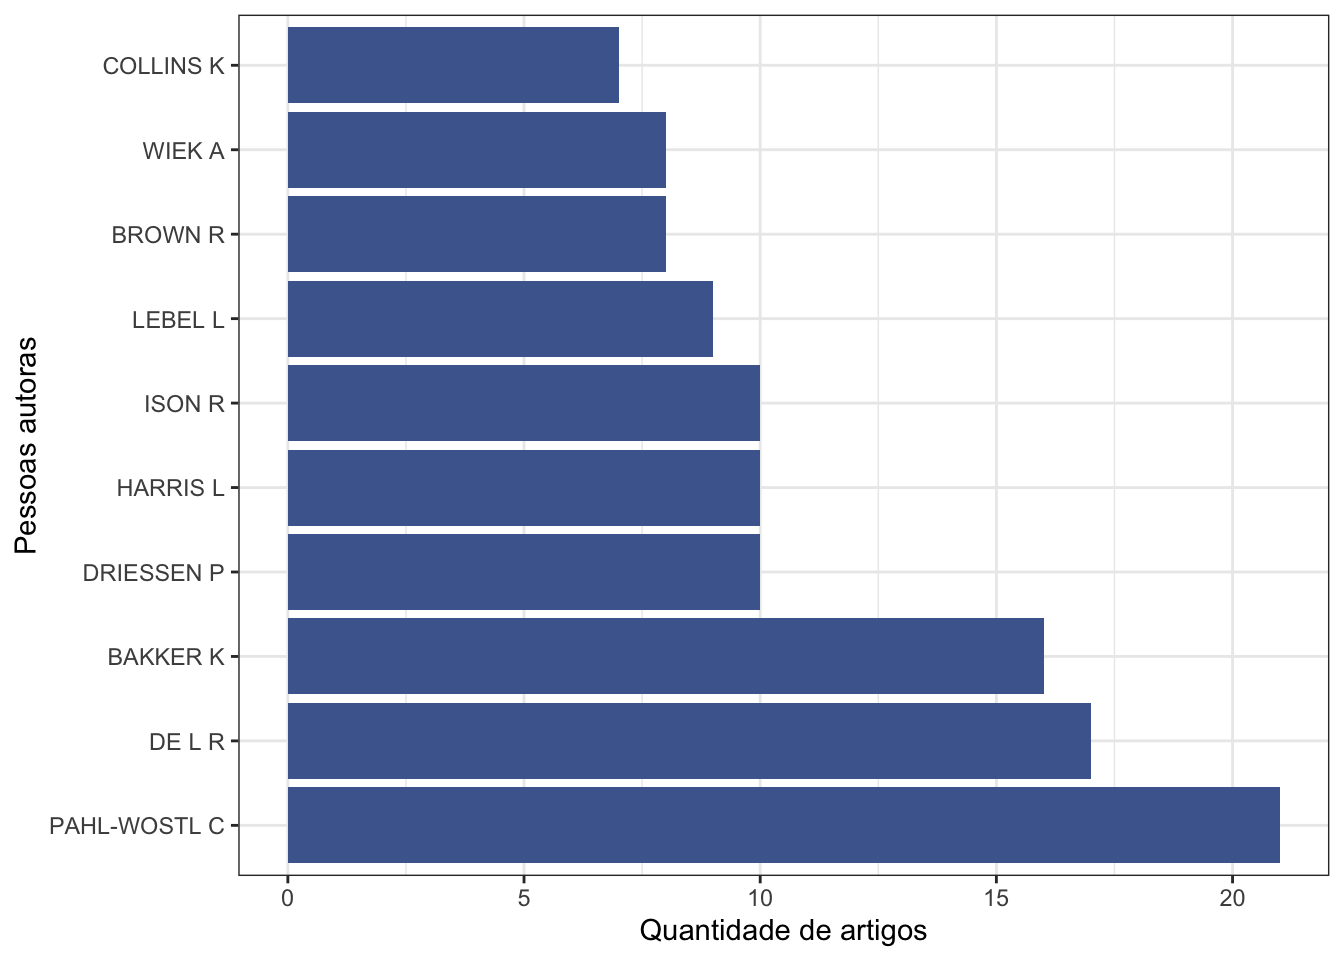 COLLINS K
WIEK A
BROWN R
LEBEL L
ISON R
HARRIS L
DRIESSEN P
BAKKER K
DE L R
PAHL-WOSTL C
Pessoas autoras
0 5 10 15 20
Quantidade de artigos